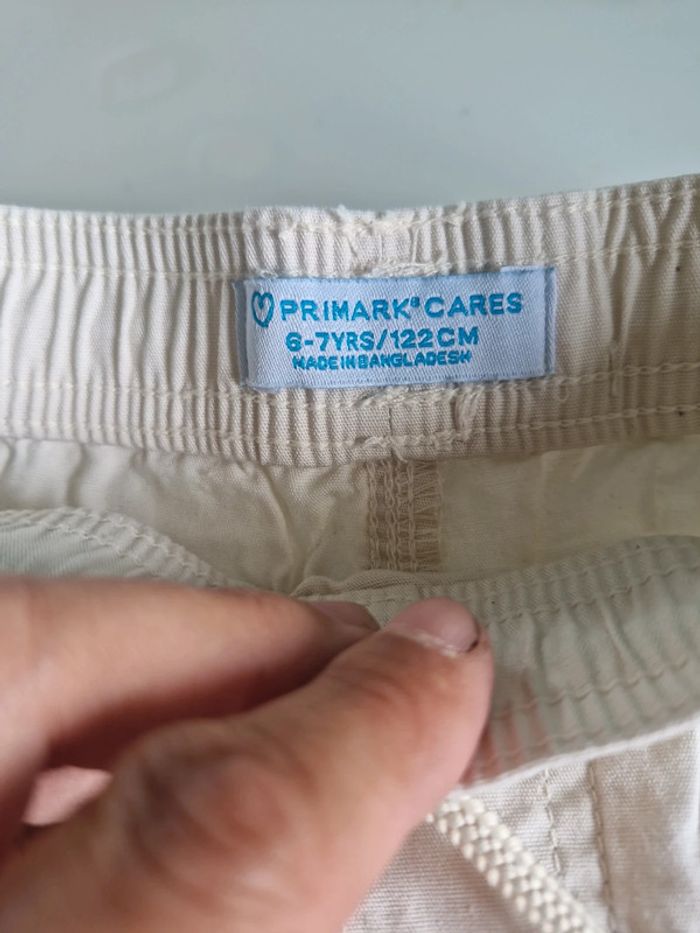 PRIMARK® CARES
6-7YRS/122CM
MADE IN BANGLADESH